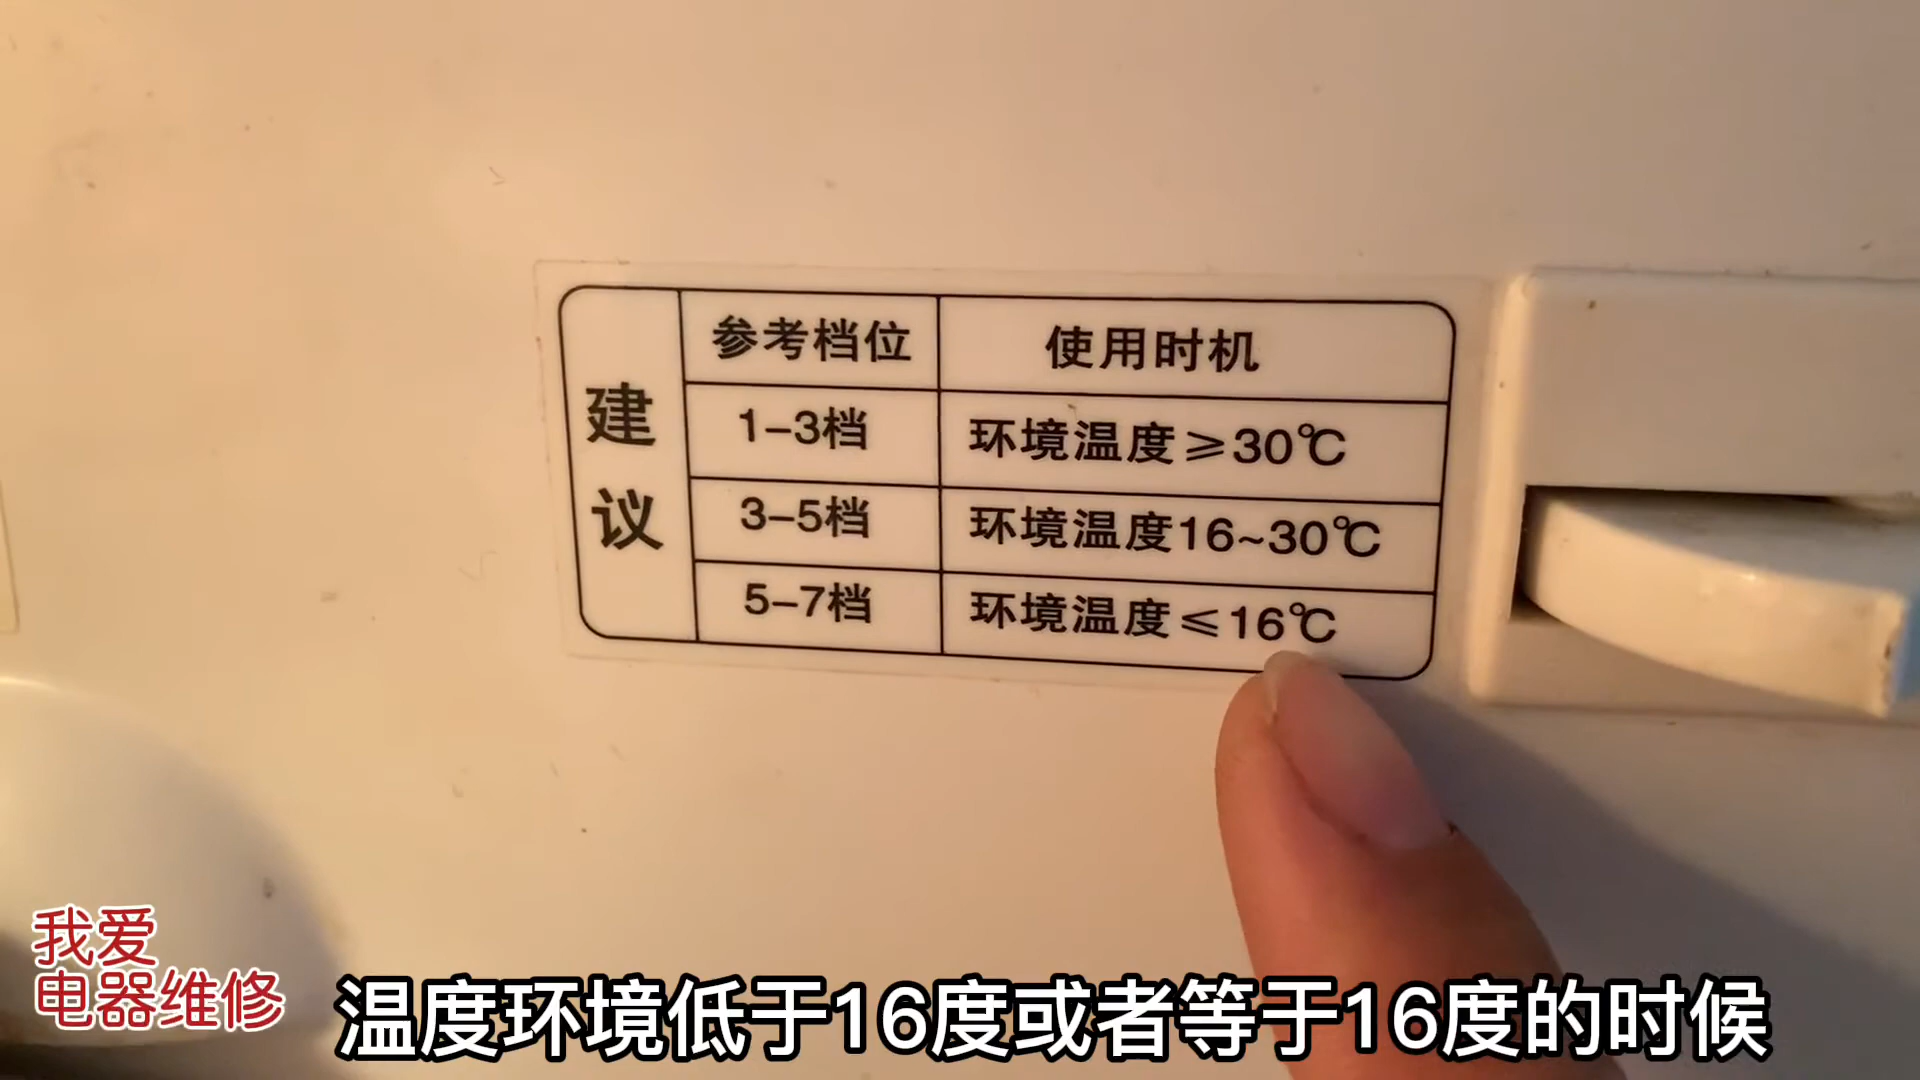 建议
参考档位 使用时机
1-3档 环境温度≥30℃
3-5档 环境温度16~30℃
5-7档 环境温度≤16℃
我爱
电器维修
温度环境低于16度或者等于16度的时候